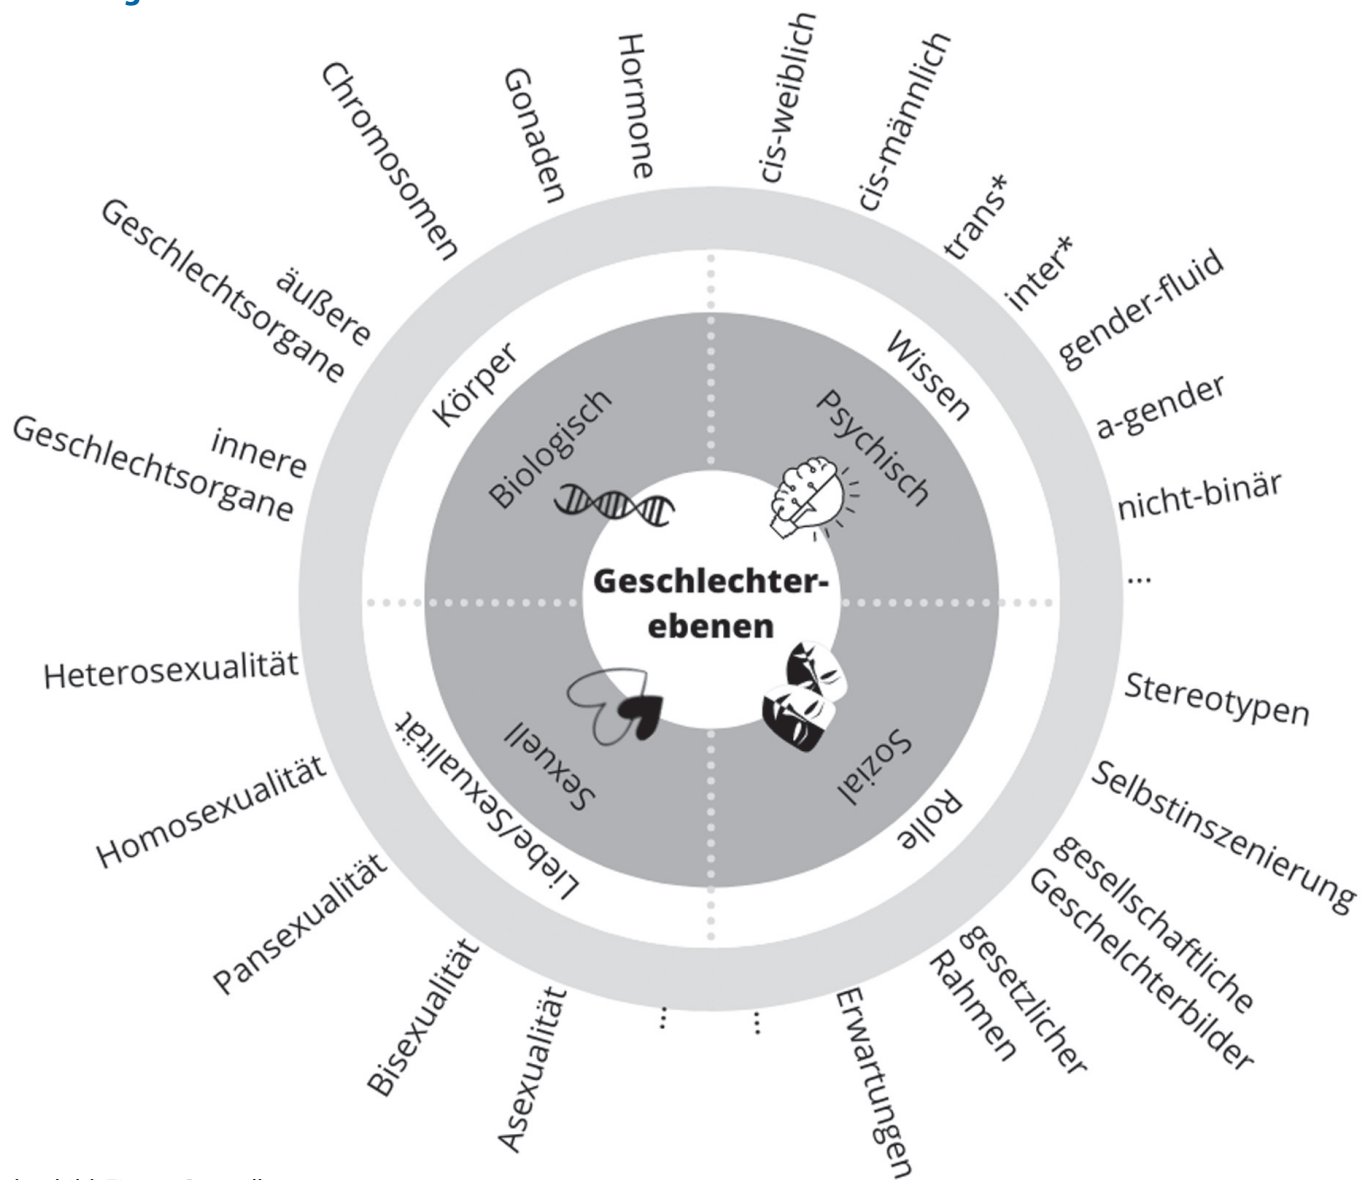 Geschlechter-
ebenen
Biologisch
Körper
innere
Geschlechtsorgane
äußere
Geschlechtsorgane
Chromosomen
Gonaden
Hormone
Psychisch
Wissen
cis-weiblich
cis-männlich
trans*
inter*
gender-fluid
a-gender
nicht-binär
...
Sozial
Rolle
Stereotypen
Selbstinszenierung
gesellschaftliche
Geschelchterbilder
gesetzlicher
Rahmen
Erwartungen
...
Sexuell
Liebe/Sexualität
Heterosexualität
Homosexualität
Pansexualität
Bisexualität
Asexualität
...